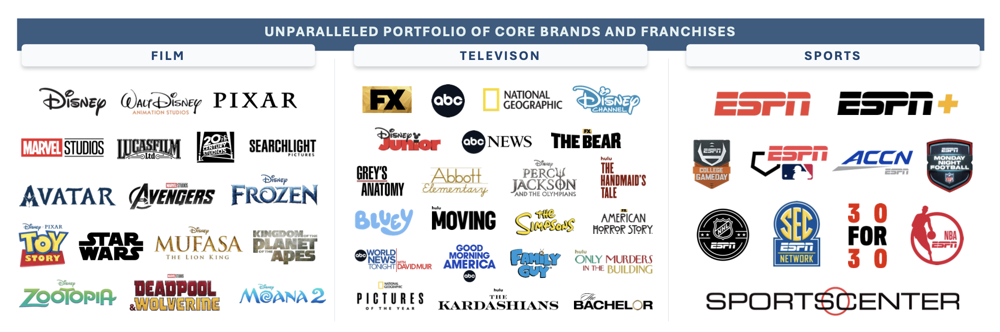 UNPARALLELED PORTFOLIO OF CORE BRANDS AND FRANCHISES
FILM
Disney
WALT DISNEY
ANIMATION STUDIOS
PIXAR
MARVEL STUDIOS
LUCASFILM
Ltd
20th
CENTURY
STUDIOS
SEARCHLIGHT
PICTURES
AVATAR
MARVEL STUDIOS
THE AVENGERS
Disney
FROZEN
Disney · PIXAR
TOY
STORY
STAR
WARS
Disney
MUFASA
THE LION KING
KINGDOM OF THE
PLANET
OF THE APES
Disney
ZOOTOPIA
MARVEL STUDIOS
DEADPOOL
& WOLVERINE
Disney
MOANA 2
TELEVISON
FX
abc
NATIONAL
GEOGRAPHIC
Disney
CHANNEL
Disney
Junior
abc NEWS
FX
THE BEAR
GREY'S
ANATOMY
Abbott
Elementary
Disney
PERCY
JACKSON
AND THE OLYMPIANS
hulu
THE
HANDMAID'S
TALE
BLUEY
hulu
MOVING
THE
SIMPSONS
FX
AMERICAN
HORROR STORY
abc WORLD
NEWS
TONIGHT WITH DAVID MUIR
GOOD
MORNING
AMERICA
abc
FAMILY
GUY
hulu
ONLY MURDERS
IN THE BUILDING
NATIONAL
GEOGRAPHIC
PICTURES
OF THE YEAR
hulu
THE
KARDASHIANS
The
BACHELOR
SPORTS
ESPN
ESPN+
ESPN
COLLEGE
GAMEDAY
ESPN
ACCN
ESPN
ESPN
MONDAY
NIGHT
FOOTBALL
NFL
NHL
ESPN
SEC
ESPN
NETWORK
30
FOR
30
NBA
ESPN
SPORTSCENTER